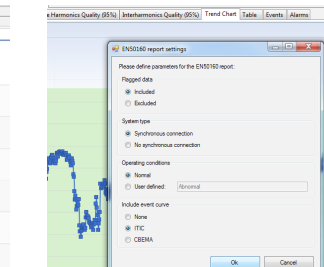 e Harmonics Quality (95%) Interharmonics Quality (95%) Trend Chart Table Events Alarms
EN50160 report settings
Please define parameters for the EN50160 report:
Flagged data
Included
Excluded
System type
Synchronous connection
No synchronous connection
Operating conditions
Normal
User defined: Abnormal
Include event curve
None
ITIC
CBEMA
Ok Cancel